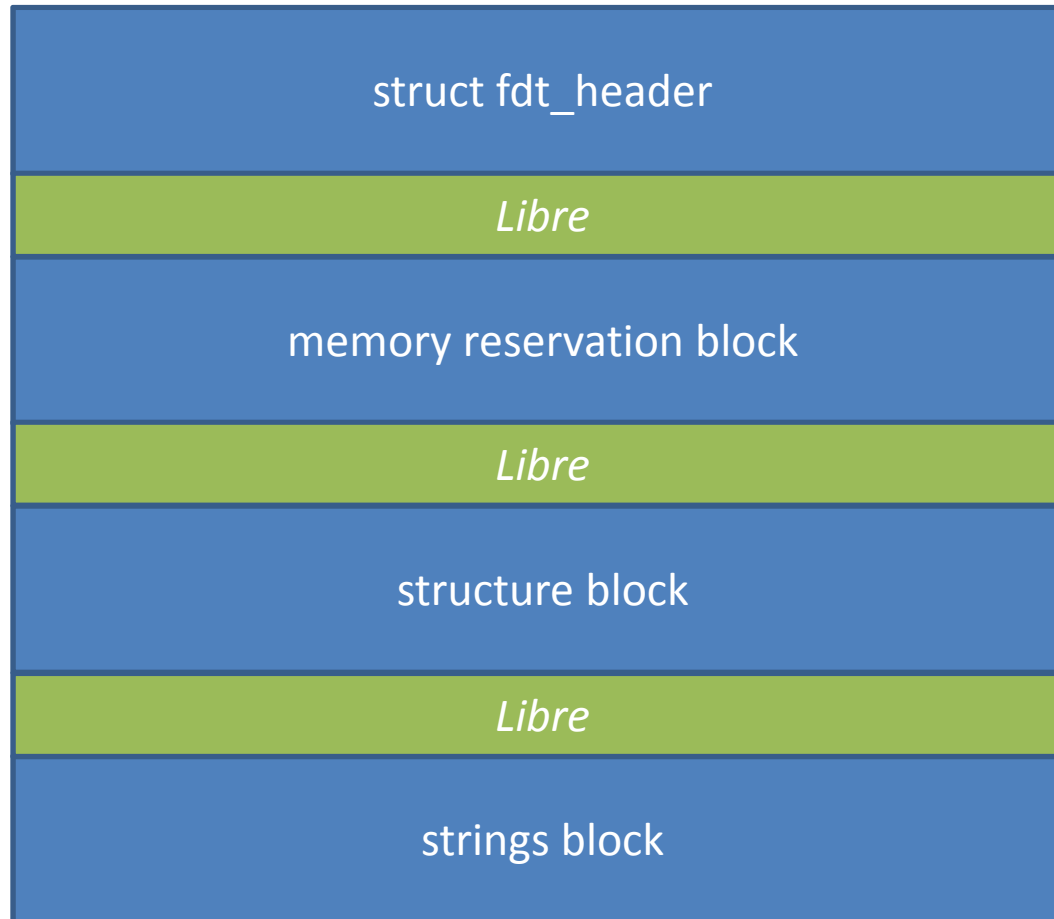 struct fdt_header
Libre
memory reservation block
Libre
structure block
Libre
strings block